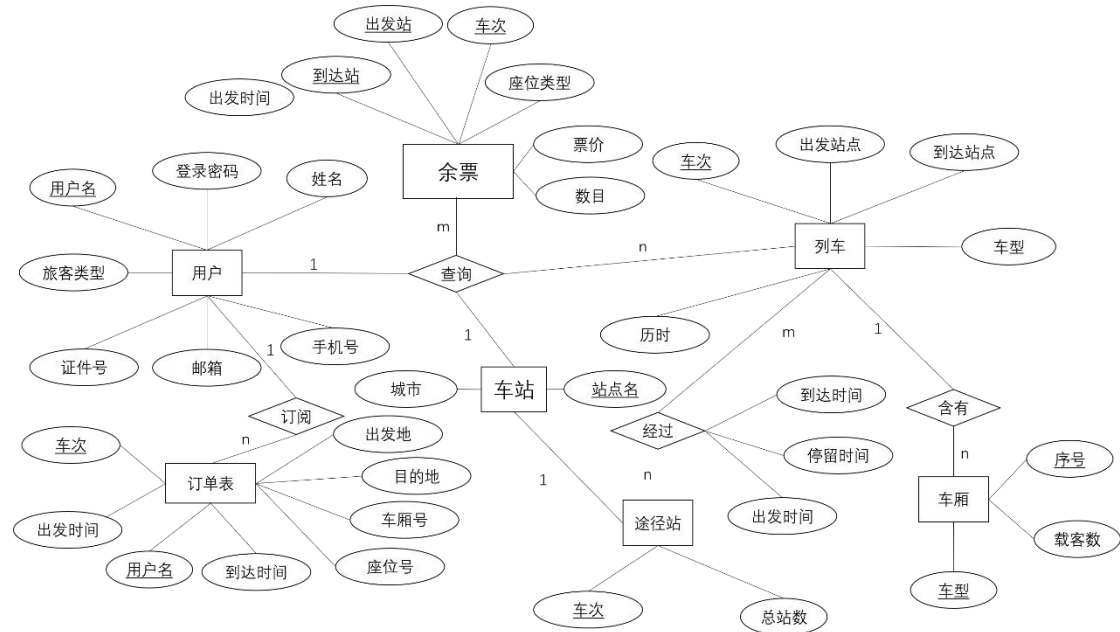 出发站
车次
到达站
座位类型
出发时间
票价
余票
数目
出发站点
到达站点
车次
登录密码
姓名
用户名
m
n
列车
车型
旅客类型
用户
1
查询
历时
m
1
1
1
手机号
证件号
邮箱
城市
车站
站点名
到达时间
订阅
含有
出发地
经过
车次
n
停留时间
n
序号
目的地
订单表
1
n
车厢
车厢号
途径站
出发时间
出发时间
载客数
用户名
到达时间
座位号
车型
车次
总站数